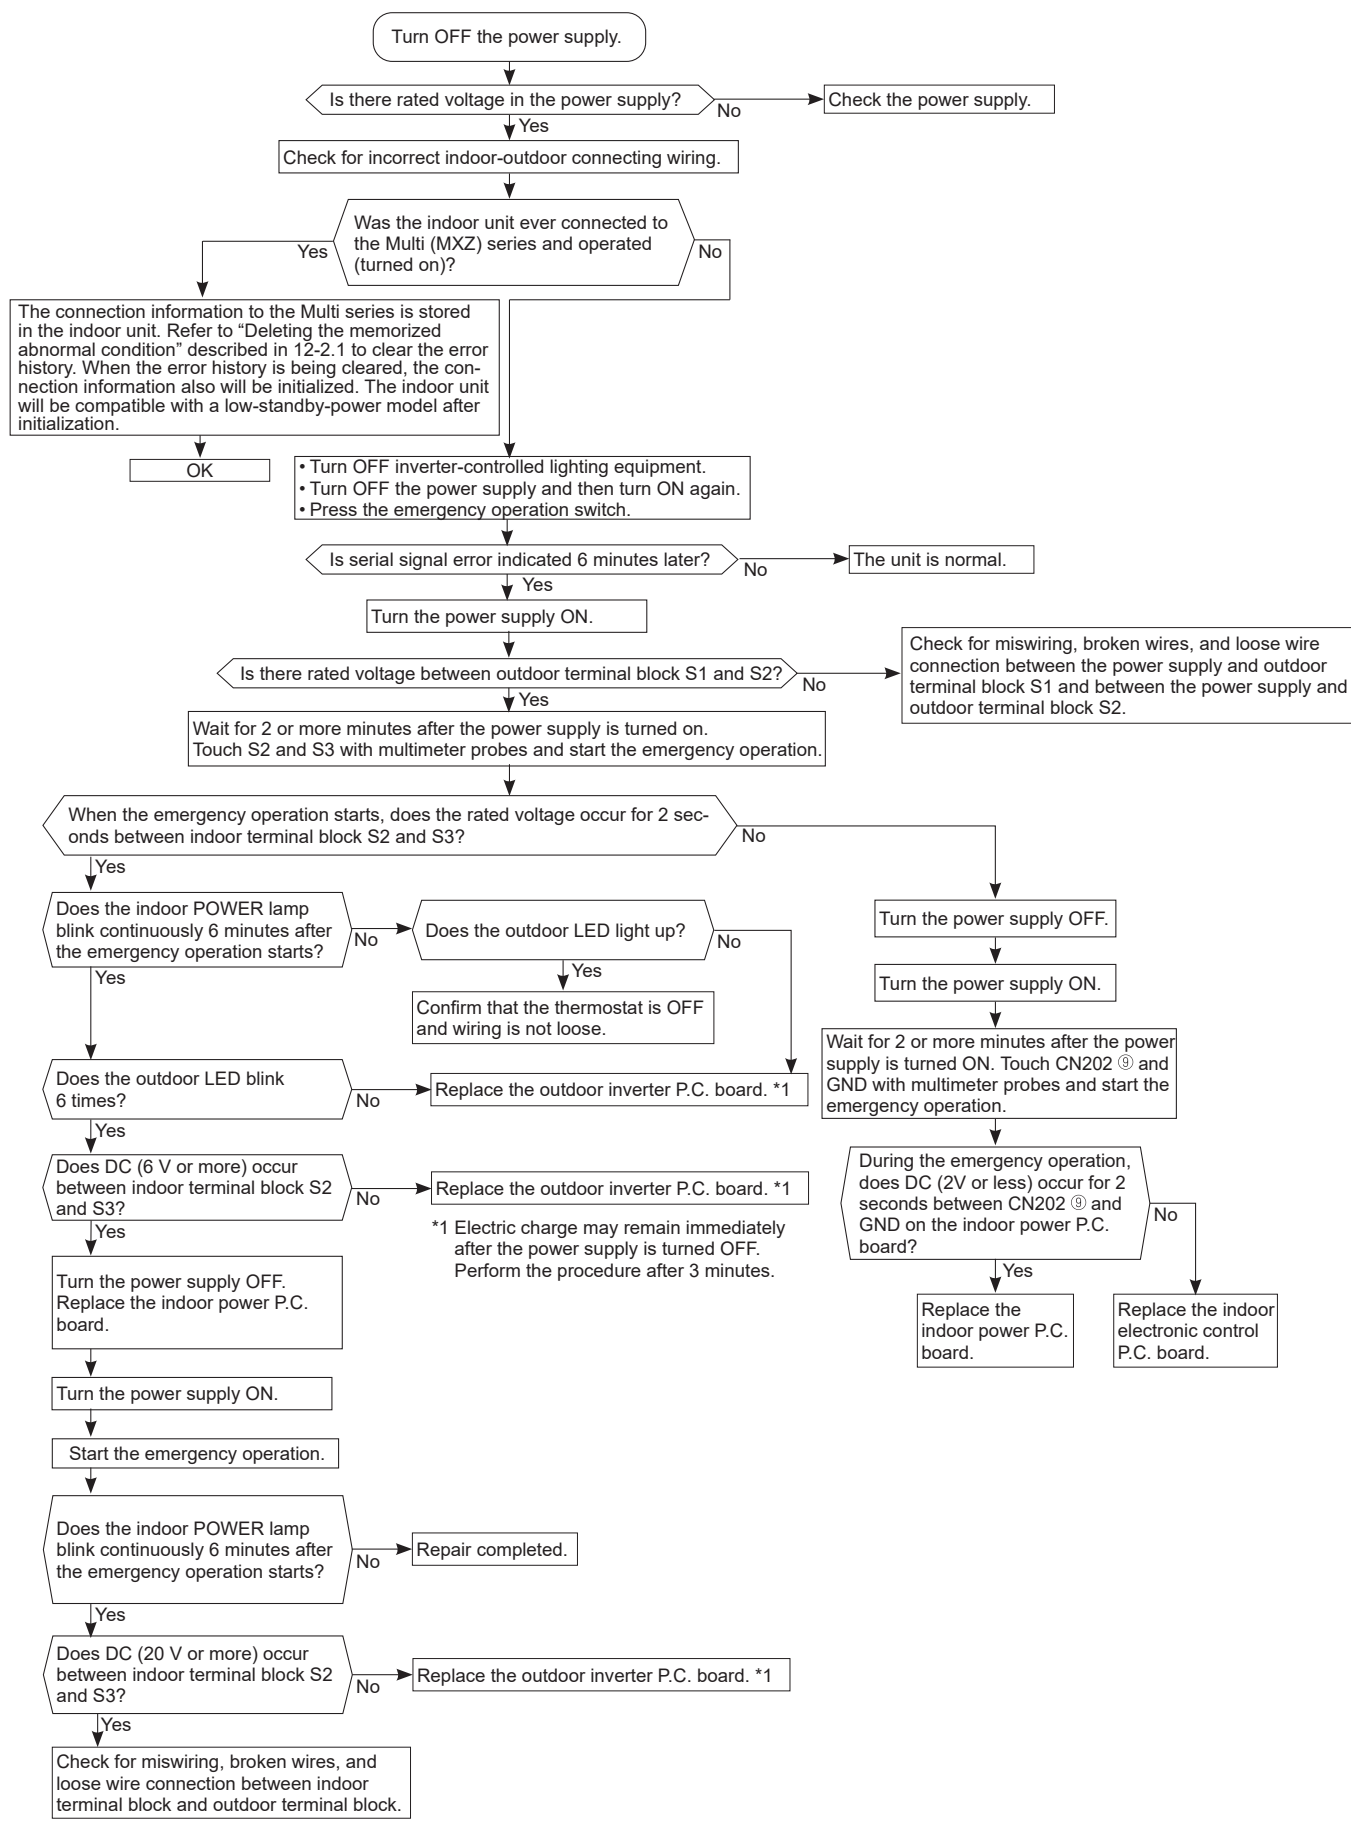 Turn OFF the power supply.
Is there rated voltage in the power supply?
No
Check the power supply.
Yes
Check for incorrect indoor-outdoor connecting wiring.
Was the indoor unit ever connected to
the Multi (MXZ) series and operated
(turned on)?
Yes
No
The connection information to the Multi series is stored
in the indoor unit. Refer to “Deleting the memorized
abnormal condition” described in 12-2.1 to clear the error
history. When the error history is being cleared, the con-
nection information also will be initialized. The indoor unit
will be compatible with a low-standby-power model after
initialization.
OK
• Turn OFF inverter-controlled lighting equipment.
• Turn OFF the power supply and then turn ON again.
• Press the emergency operation switch.
Is serial signal error indicated 6 minutes later?
No
The unit is normal.
Yes
Turn the power supply ON.
Is there rated voltage between outdoor terminal block S1 and S2?
No
Check for miswiring, broken wires, and loose wire
connection between the power supply and outdoor
terminal block S1 and between the power supply and
outdoor terminal block S2.
Yes
Wait for 2 or more minutes after the power supply is turned on.
Touch S2 and S3 with multimeter probes and start the emergency operation.
When the emergency operation starts, does the rated voltage occur for 2 sec-
onds between indoor terminal block S2 and S3?
No
Yes
Does the indoor POWER lamp
blink continuously 6 minutes after
the emergency operation starts?
No
Does the outdoor LED light up?
No
Yes
Confirm that the thermostat is OFF
and wiring is not loose.
Yes
Does the outdoor LED blink
6 times?
No
Replace the outdoor inverter P.C. board. *1
Yes
Does DC (6 V or more) occur
between indoor terminal block S2
and S3?
No
Replace the outdoor inverter P.C. board. *1
*1 Electric charge may remain immediately
after the power supply is turned OFF.
Perform the procedure after 3 minutes.
Yes
Turn the power supply OFF.
Replace the indoor power P.C.
board.
Turn the power supply ON.
Start the emergency operation.
Does the indoor POWER lamp
blink continuously 6 minutes after
the emergency operation starts?
No
Repair completed.
Yes
Does DC (20 V or more) occur
between indoor terminal block S2
and S3?
No
Replace the outdoor inverter P.C. board. *1
Yes
Check for miswiring, broken wires, and
loose wire connection between indoor
terminal block and outdoor terminal block.
Turn the power supply OFF.
Turn the power supply ON.
Wait for 2 or more minutes after the power
supply is turned ON. Touch CN202 ⑨ and
GND with multimeter probes and start the
emergency operation.
During the emergency operation,
does DC (2V or less) occur for 2
seconds between CN202 ⑨ and
GND on the indoor power P.C.
board?
No
Yes
Replace the
indoor power P.C.
board.
Replace the indoor
electronic control
P.C. board.